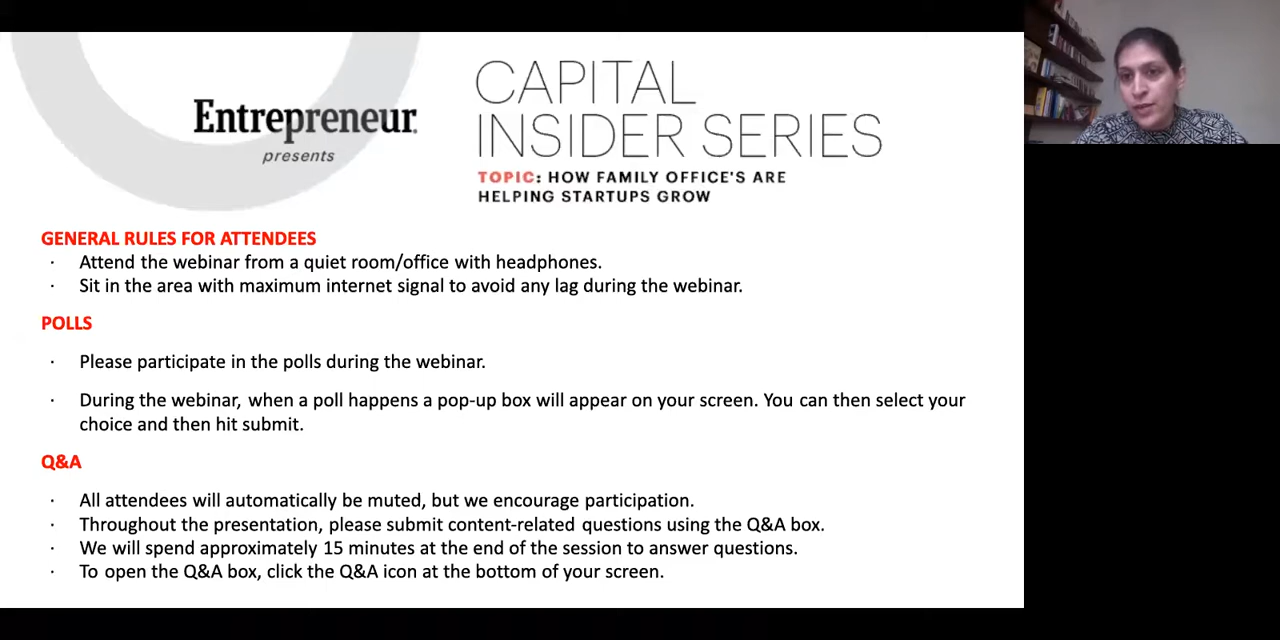 Entrepreneur
presents
CAPITAL
INSIDER SERIES
TOPIC: HOW FAMILY OFFICE'S ARE
HELPING STARTUPS GROW
GENERAL RULES FOR ATTENDEES
· Attend the webinar from a quiet room/office with headphones.
· Sit in the area with maximum internet signal to avoid any lag during the webinar.
POLLS
· Please participate in the polls during the webinar.
· During the webinar, when a poll happens a pop-up box will appear on your screen. You can then select your
choice and then hit submit.
Q&A
· All attendees will automatically be muted, but we encourage participation.
· Throughout the presentation, please submit content-related questions using the Q&A box.
· We will spend approximately 15 minutes at the end of the session to answer questions.
· To open the Q&A box, click the Q&A icon at the bottom of your screen.